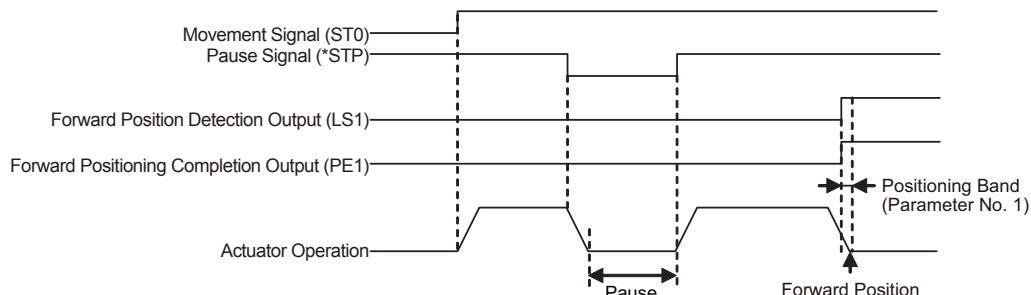 Movement Signal (ST0)
Pause Signal (*STP)
Forward Position Detection Output (LS1)
Forward Positioning Completion Output (PE1)
Positioning Band
(Parameter No. 1)
Actuator Operation
Pause
Forward Position